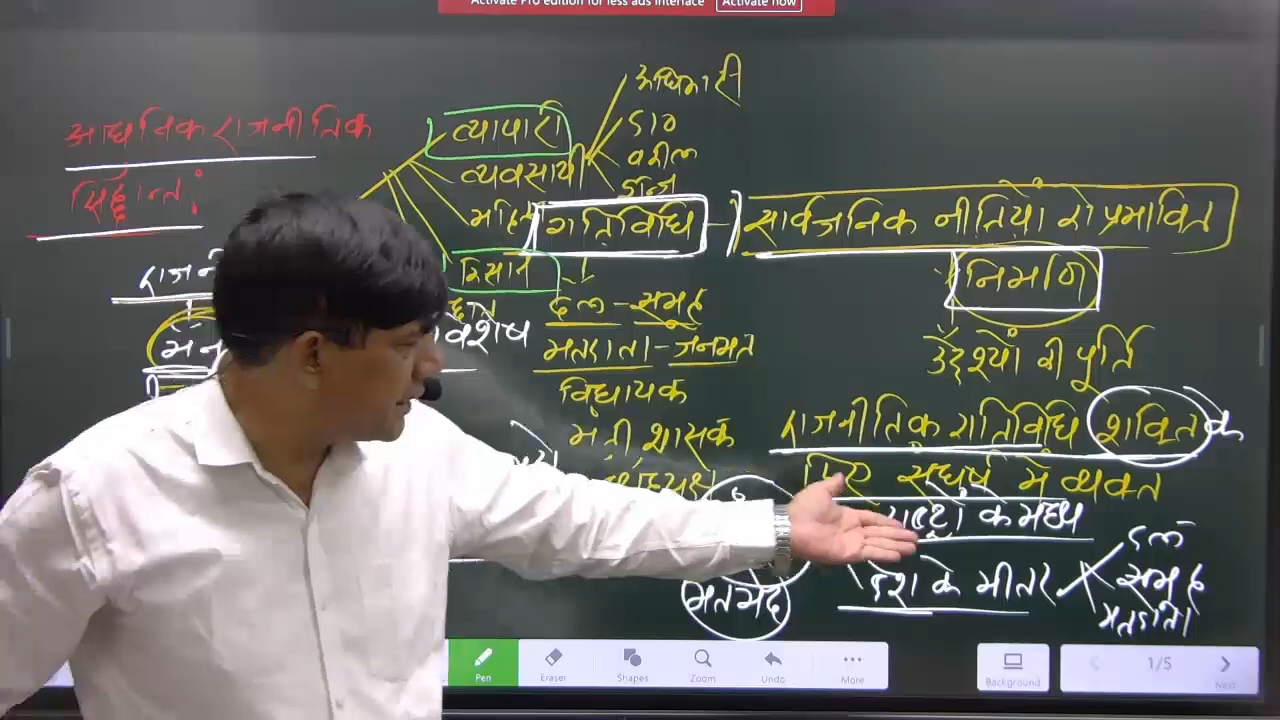 Activate Pro edition for less ads interface Activate now
आधुनिक राजनीतिक
सिद्धान्त:
व्यापारी
व्यवसायी
अधिकारी
डा०
वकील
महि
किसान
गतिविधि - सार्वजनिक नीतियों को प्रभावित
निर्माण
उद्देश्यों की पूर्ति
दल - समूह
मतदाता - जनमत
विधायक
मंत्री शासक
राजनीतिक गतिविधि शक्ति के
लिए संघर्ष में व्यक्त
राष्ट्रों के मध्य
देश के भीतर
दल
समूह
मतदाता
मतभेद
Pen
Eraser
Shapes
Zoom
Undo
More
Background
1/5
Next